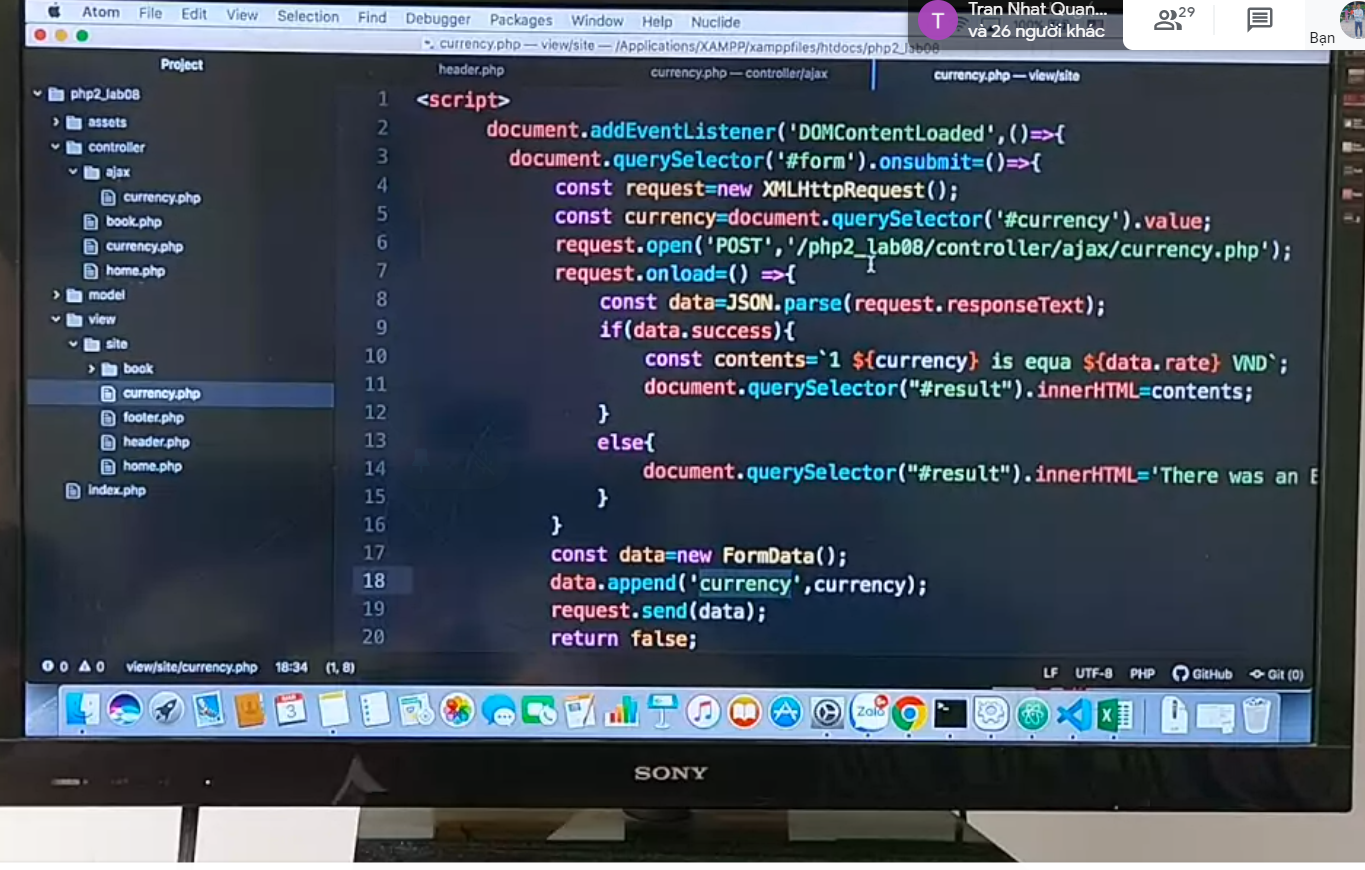 Atom File Edit View Selection Find Debugger Packages Window Help Nuclide
T Tran Nhat Quan...
và 26 người khác
29
Bạn
currency.php — view/site — /Applications/XAMPP/xamppfiles/htdocs/php2_lab08
Project
header.php
currency.php — controller/ajax
currency.php — view/site
php2_lab08
assets
controller
ajax
currency.php
book.php
currency.php
home.php
model
view
site
book
currency.php
footer.php
header.php
home.php
index.php
1 <script>
2 document.addEventListener('DOMContentLoaded',()=>{
3 document.querySelector('#form').onsubmit=()=>{
4 const request=new XMLHttpRequest();
5 const currency=document.querySelector('#currency').value;
6 request.open('POST','/php2_lab08/controller/ajax/currency.php');
7 request.onload=() =>{
8 const data=JSON.parse(request.responseText);
9 if(data.success){
10 const contents=`1 ${currency} is equa ${data.rate} VND`;
11 document.querySelector("#result").innerHTML=contents;
12 }
13 else{
14 document.querySelector("#result").innerHTML='There was an E
15 }
16 }
17 const data=new FormData();
18 data.append('currency',currency);
19 request.send(data);
20 return false;
0 0 view/site/currency.php 18:34 (1, 8)
LF UTF-8 PHP GitHub Git (0)
3
Zalo
SONY